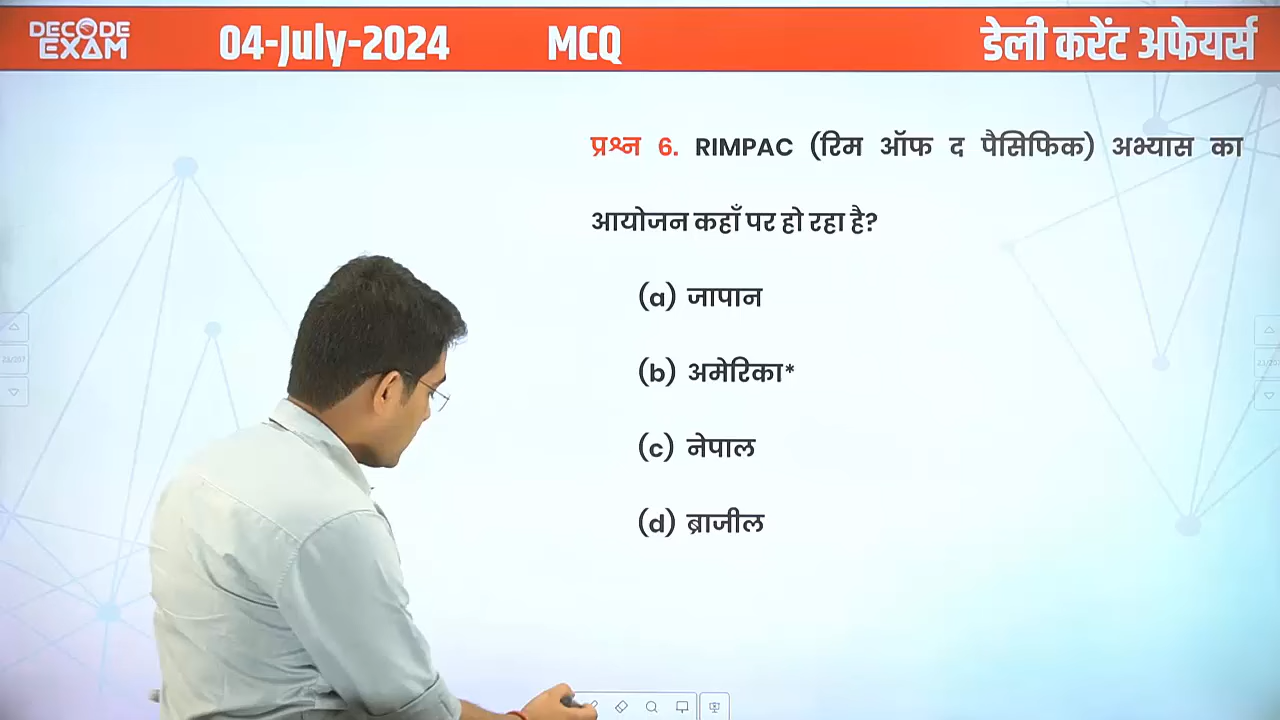 DECODE
EXAM
04-July-2024 MCQ डेली करेंट अफेयर्स
प्रश्न 6. RIMPAC (रिम ऑफ द पैसिफिक) अभ्यास का
आयोजन कहाँ पर हो रहा है?
(a) जापान
(b) अमेरिका*
(c) नेपाल
(d) ब्राजील